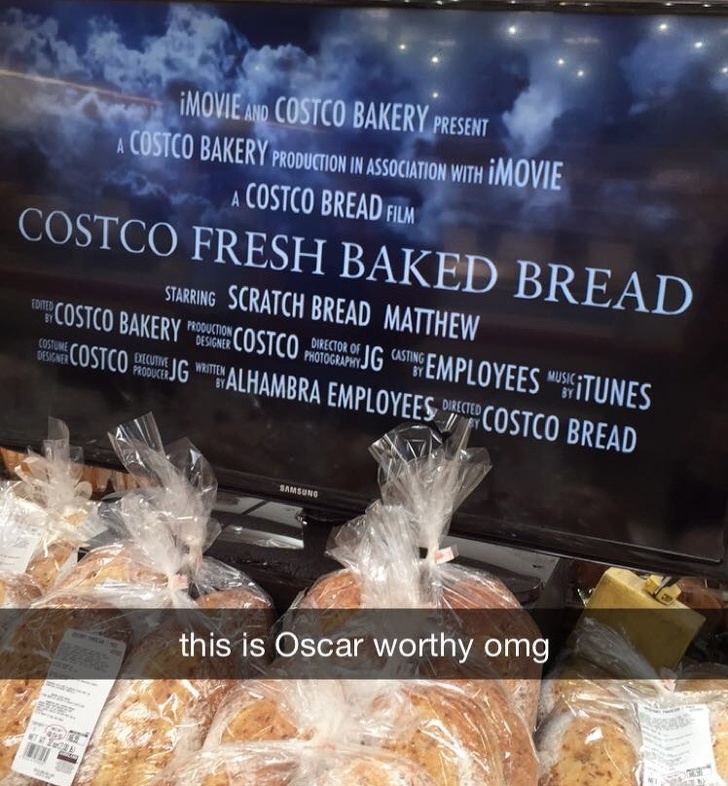 iMOVIE AND COSTCO BAKERY PRESENT
A COSTCO BAKERY PRODUCTION IN ASSOCIATION WITH iMOVIE
A COSTCO BREAD FILM
COSTCO FRESH BAKED BREAD
STARRING SCRATCH BREAD MATTHEW
EDITED BY COSTCO BAKERY PRODUCTION DESIGNER COSTCO DIRECTOR OF PHOTOGRAPHY JG CASTING BY EMPLOYEES MUSIC BY iTUNES
COSTUME DESIGNER COSTCO EXECUTIVE PRODUCER JG WRITTEN BY ALHAMBRA EMPLOYEES DIRECTED BY COSTCO BREAD
SAMSUNG
this is Oscar worthy omg